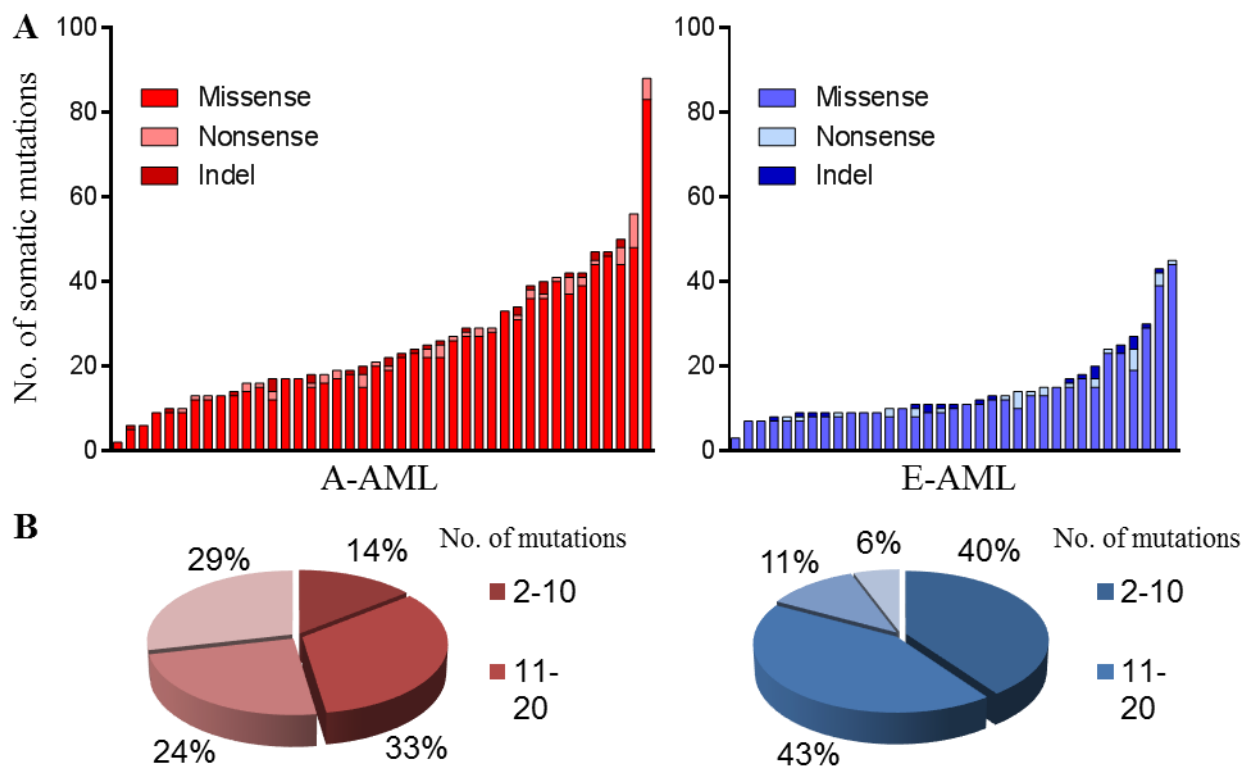 A
No. of somatic mutations
100
80
60
40
20
0
Missense
Nonsense
Indel
A-AML
100
80
60
40
20
0
Missense
Nonsense
Indel
E-AML
B
29%
14%
24%
33%
No. of mutations
2-10
11-
20
11%
6%
40%
43%
No. of mutations
2-10
11-
20